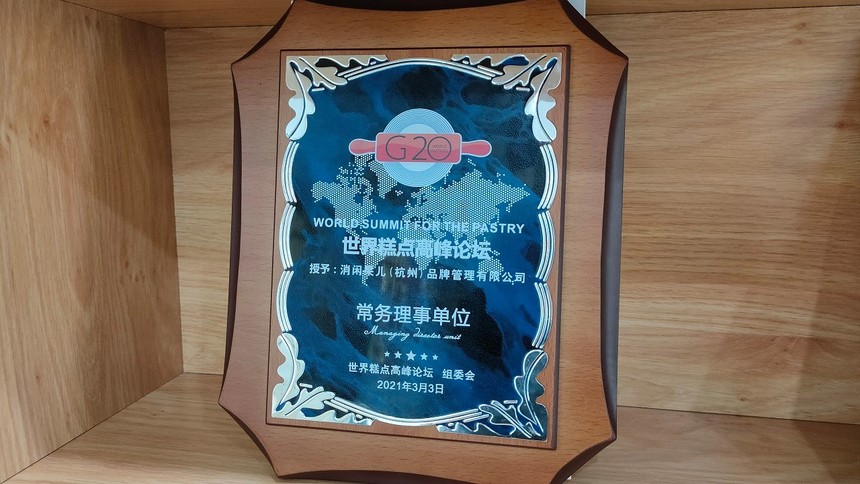 G20
WORLD SUMMIT FOR THE PASTRY
世界糕点高峰论坛
授予：消闲果儿（杭州）品牌管理有限公司
常务理事单位
Managing director unit
世界糕点高峰论坛 组委会
2021年3月3日